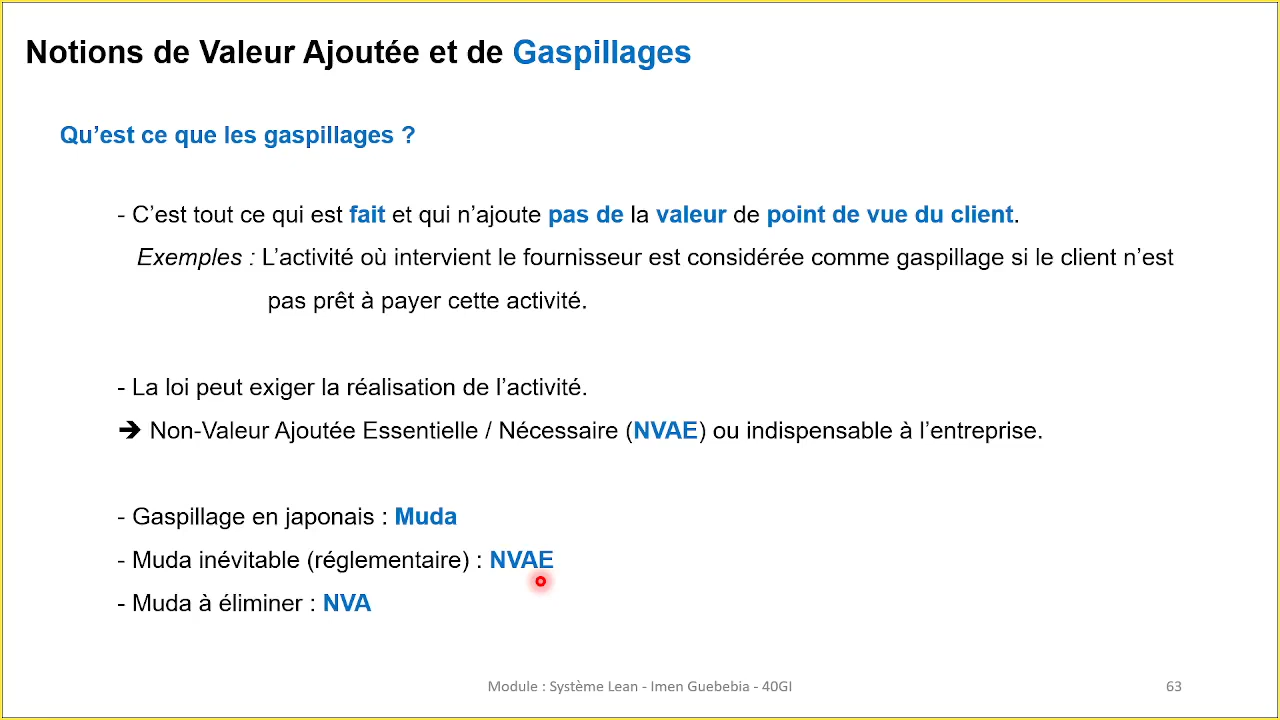 Notions de Valeur Ajoutée et de Gaspillages
Qu’est ce que les gaspillages ?
- C’est tout ce qui est fait et qui n’ajoute pas de la valeur de point de vue du client.
Exemples : L’activité où intervient le fournisseur est considérée comme gaspillage si le client n’est
pas prêt à payer cette activité.
- La loi peut exiger la réalisation de l’activité.
➔ Non-Valeur Ajoutée Essentielle / Nécessaire (NVAE) ou indispensable à l’entreprise.
- Gaspillage en japonais : Muda
- Muda inévitable (réglementaire) : NVAE
- Muda à éliminer : NVA
Module : Système Lean - Imen Guebebia - 40GI
63